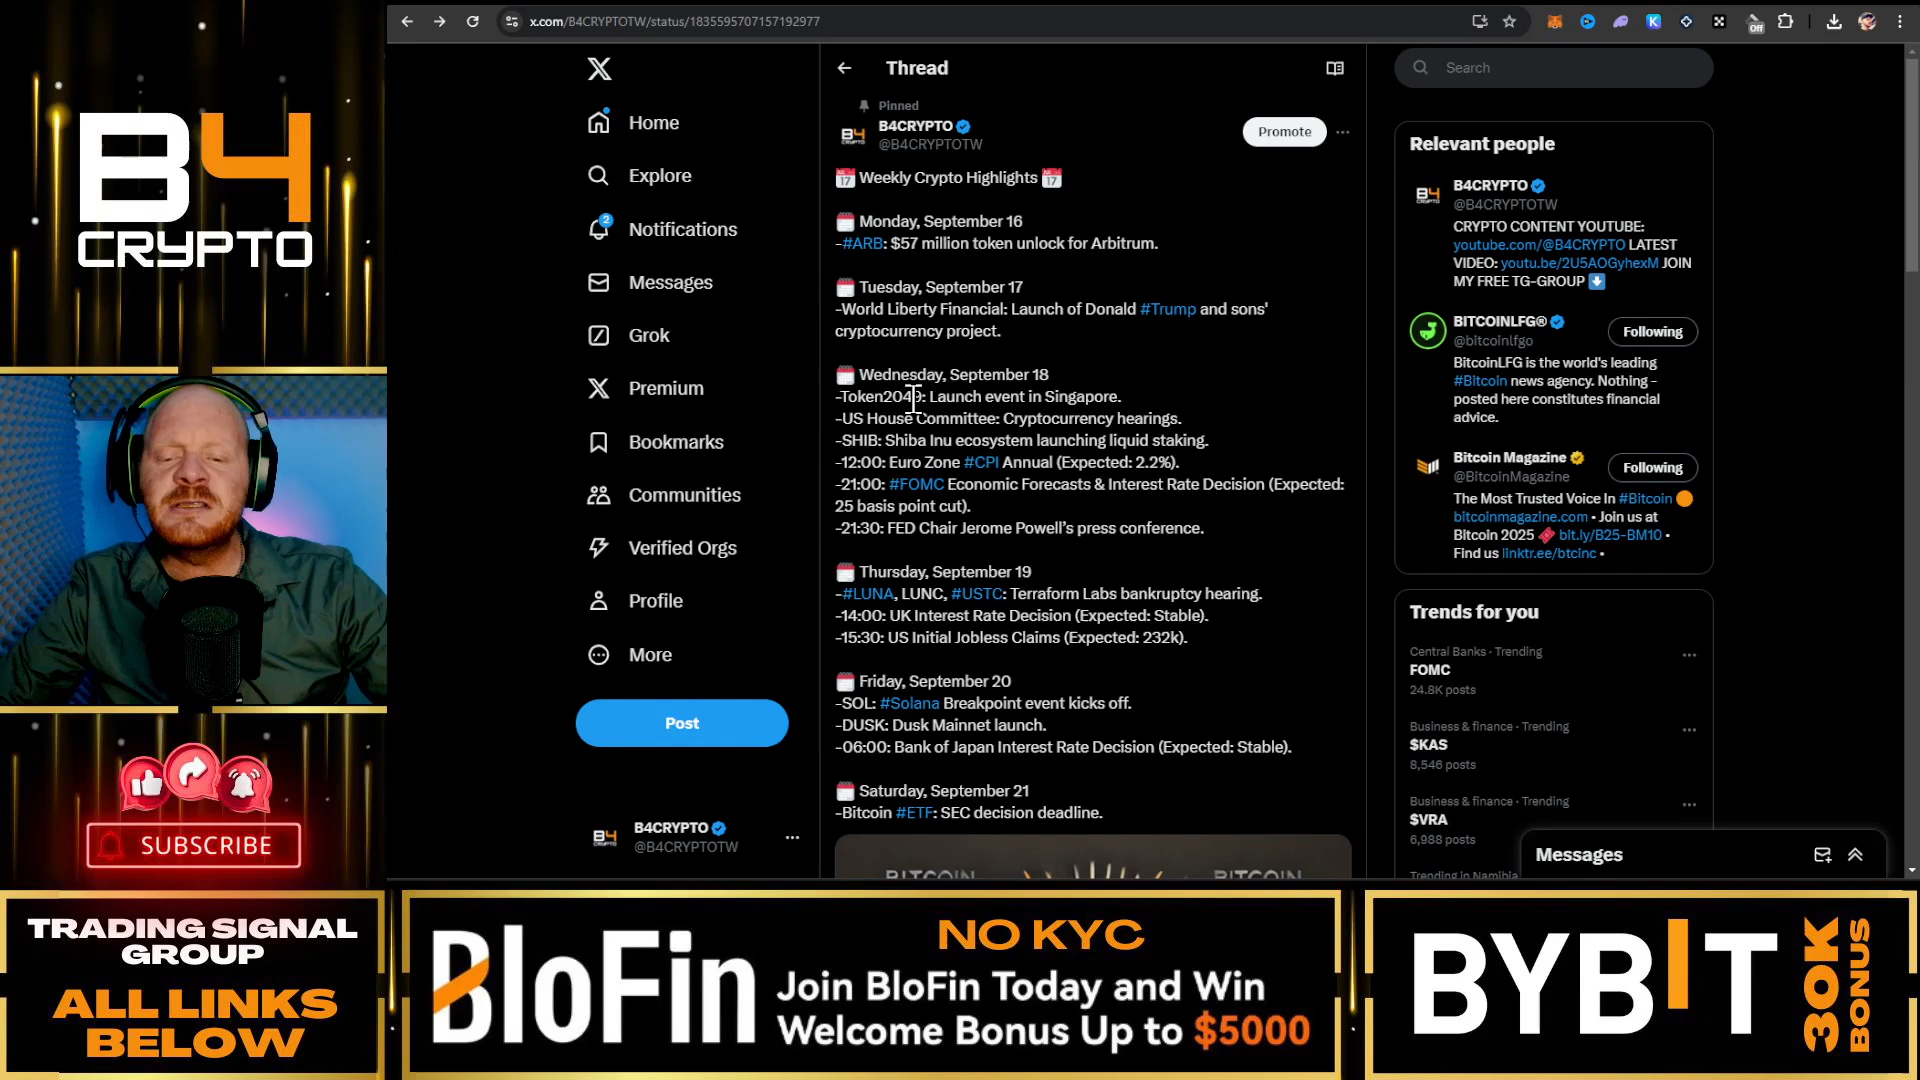 B4
CRYPTO
SUBSCRIBE
TRADING SIGNAL
GROUP
ALL LINKS
BELOW
x.com/B4CRYPTOTW/status/1835595707157192977
Off
Home
Explore
2
Notifications
Messages
Grok
Premium
Bookmarks
Communities
Verified Orgs
Profile
More
Post
B4CRYPTO
@B4CRYPTOTW
Thread
Pinned
B4CRYPTO
@B4CRYPTOTW
Promote
17 Weekly Crypto Highlights 17
Monday, September 16
-#ARB: $57 million token unlock for Arbitrum.
Tuesday, September 17
-World Liberty Financial: Launch of Donald #Trump and sons'
cryptocurrency project.
Wednesday, September 18
-Token2049: Launch event in Singapore.
-US House Committee: Cryptocurrency hearings.
-SHIB: Shiba Inu ecosystem launching liquid staking.
-12:00: Euro Zone #CPI Annual (Expected: 2.2%).
-21:00: #FOMC Economic Forecasts & Interest Rate Decision (Expected:
25 basis point cut).
-21:30: FED Chair Jerome Powell's press conference.
Thursday, September 19
-#LUNA, LUNC, #USTC: Terraform Labs bankruptcy hearing.
-14:00: UK Interest Rate Decision (Expected: Stable).
-15:30: US Initial Jobless Claims (Expected: 232k).
Friday, September 20
-SOL: #Solana Breakpoint event kicks off.
-DUSK: Dusk Mainnet launch.
-06:00: Bank of Japan Interest Rate Decision (Expected: Stable).
Saturday, September 21
-Bitcoin #ETF: SEC decision deadline.
BITCOIN BITCOIN
Search
Relevant people
B4CRYPTO
@B4CRYPTOTW
CRYPTO CONTENT YOUTUBE:
youtube.com/@B4CRYPTO LATEST
VIDEO: youtu.be/2U5AOGyhexM JOIN
MY FREE TG-GROUP
BITCOINLFG®
@bitcoinlfgo
Following
BitcoinLFG is the world's leading
#Bitcoin news agency. Nothing -
posted here constitutes financial
advice.
Bitcoin Magazine
@BitcoinMagazine
Following
The Most Trusted Voice In #Bitcoin
bitcoinmagazine.com • Join us at
Bitcoin 2025 bit.ly/B25-BM10 •
Find us linktr.ee/btcinc •
Trends for you
Central Banks · Trending
FOMC
24.8K posts
Business & finance · Trending
$KAS
8,546 posts
Business & finance · Trending
$VRA
6,988 posts
Trending in Namibia
Messages
BloFin
NO KYC
Join BloFin Today and Win
Welcome Bonus Up to $5000
BYBIT
30K
BONUS